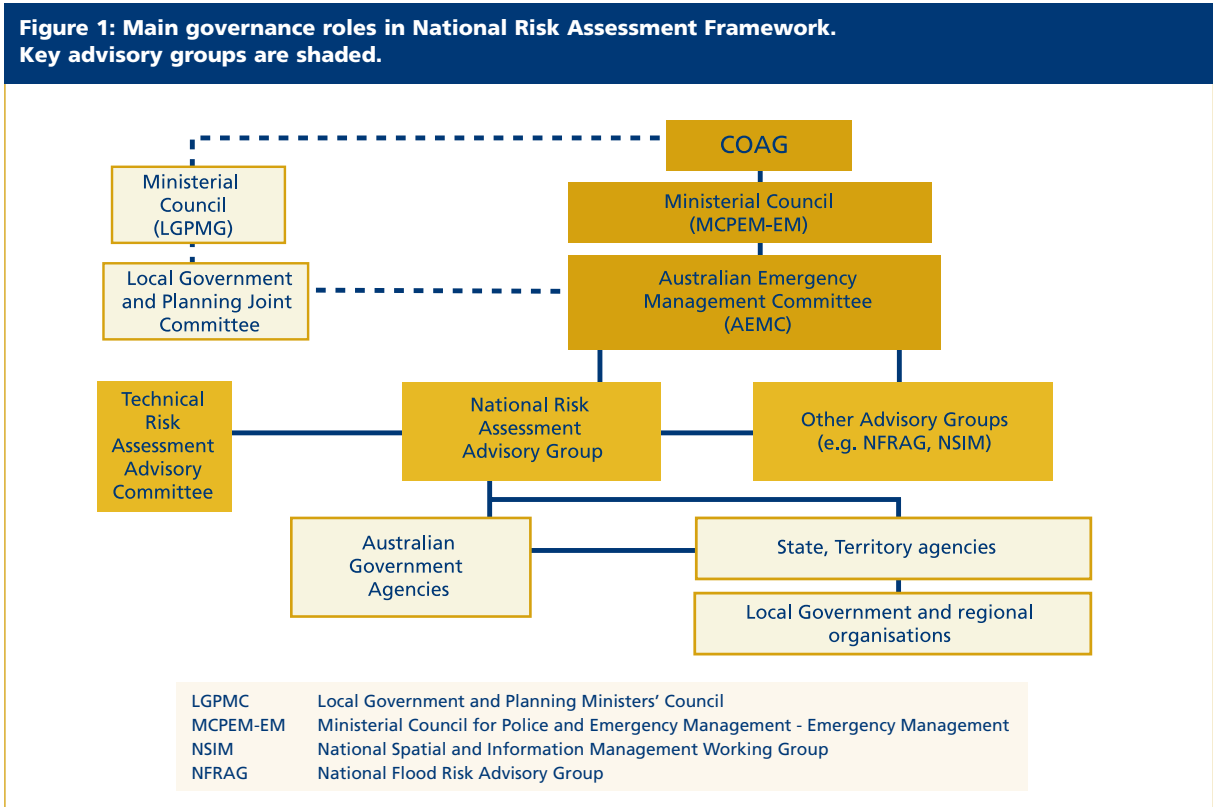 Figure 1: Main governance roles in National Risk Assessment Framework.
Key advisory groups are shaded.
COAG
Ministerial
Council
(LGPMG)
Ministerial Council
(MCPEM-EM)
Local Government
and Planning Joint
Committee
Australian Emergency
Management Committee
(AEMC)
Technical
Risk
Assessment
Advisory
Committee
National Risk
Assessment
Advisory Group
Other Advisory Groups
(e.g. NFRAG, NSIM)
Australian
Government
Agencies
State, Territory agencies
Local Government and regional
organisations
LGPMC Local Government and Planning Ministers’ Council
MCPEM-EM Ministerial Council for Police and Emergency Management - Emergency Management
NSIM National Spatial and Information Management Working Group
NFRAG National Flood Risk Advisory Group